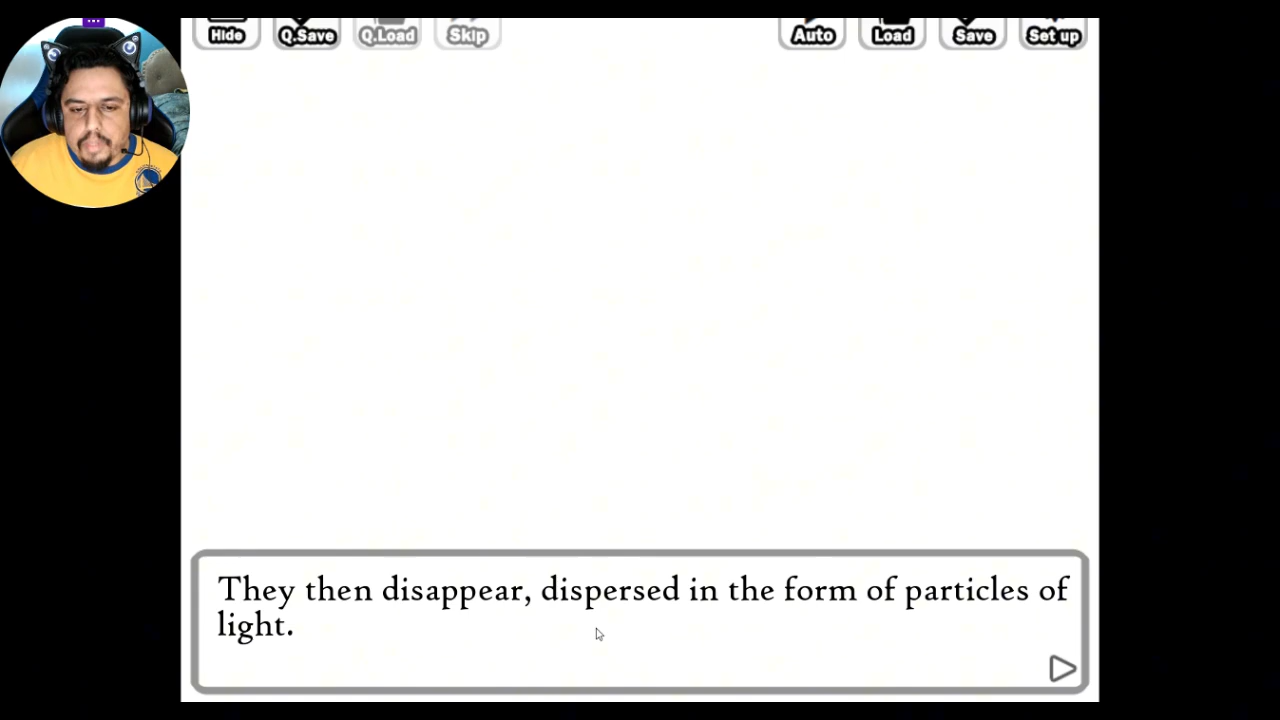 Hide Q.Save Q.Load Skip Auto Load Save Set up
They then disappear, dispersed in the form of particles of
light.